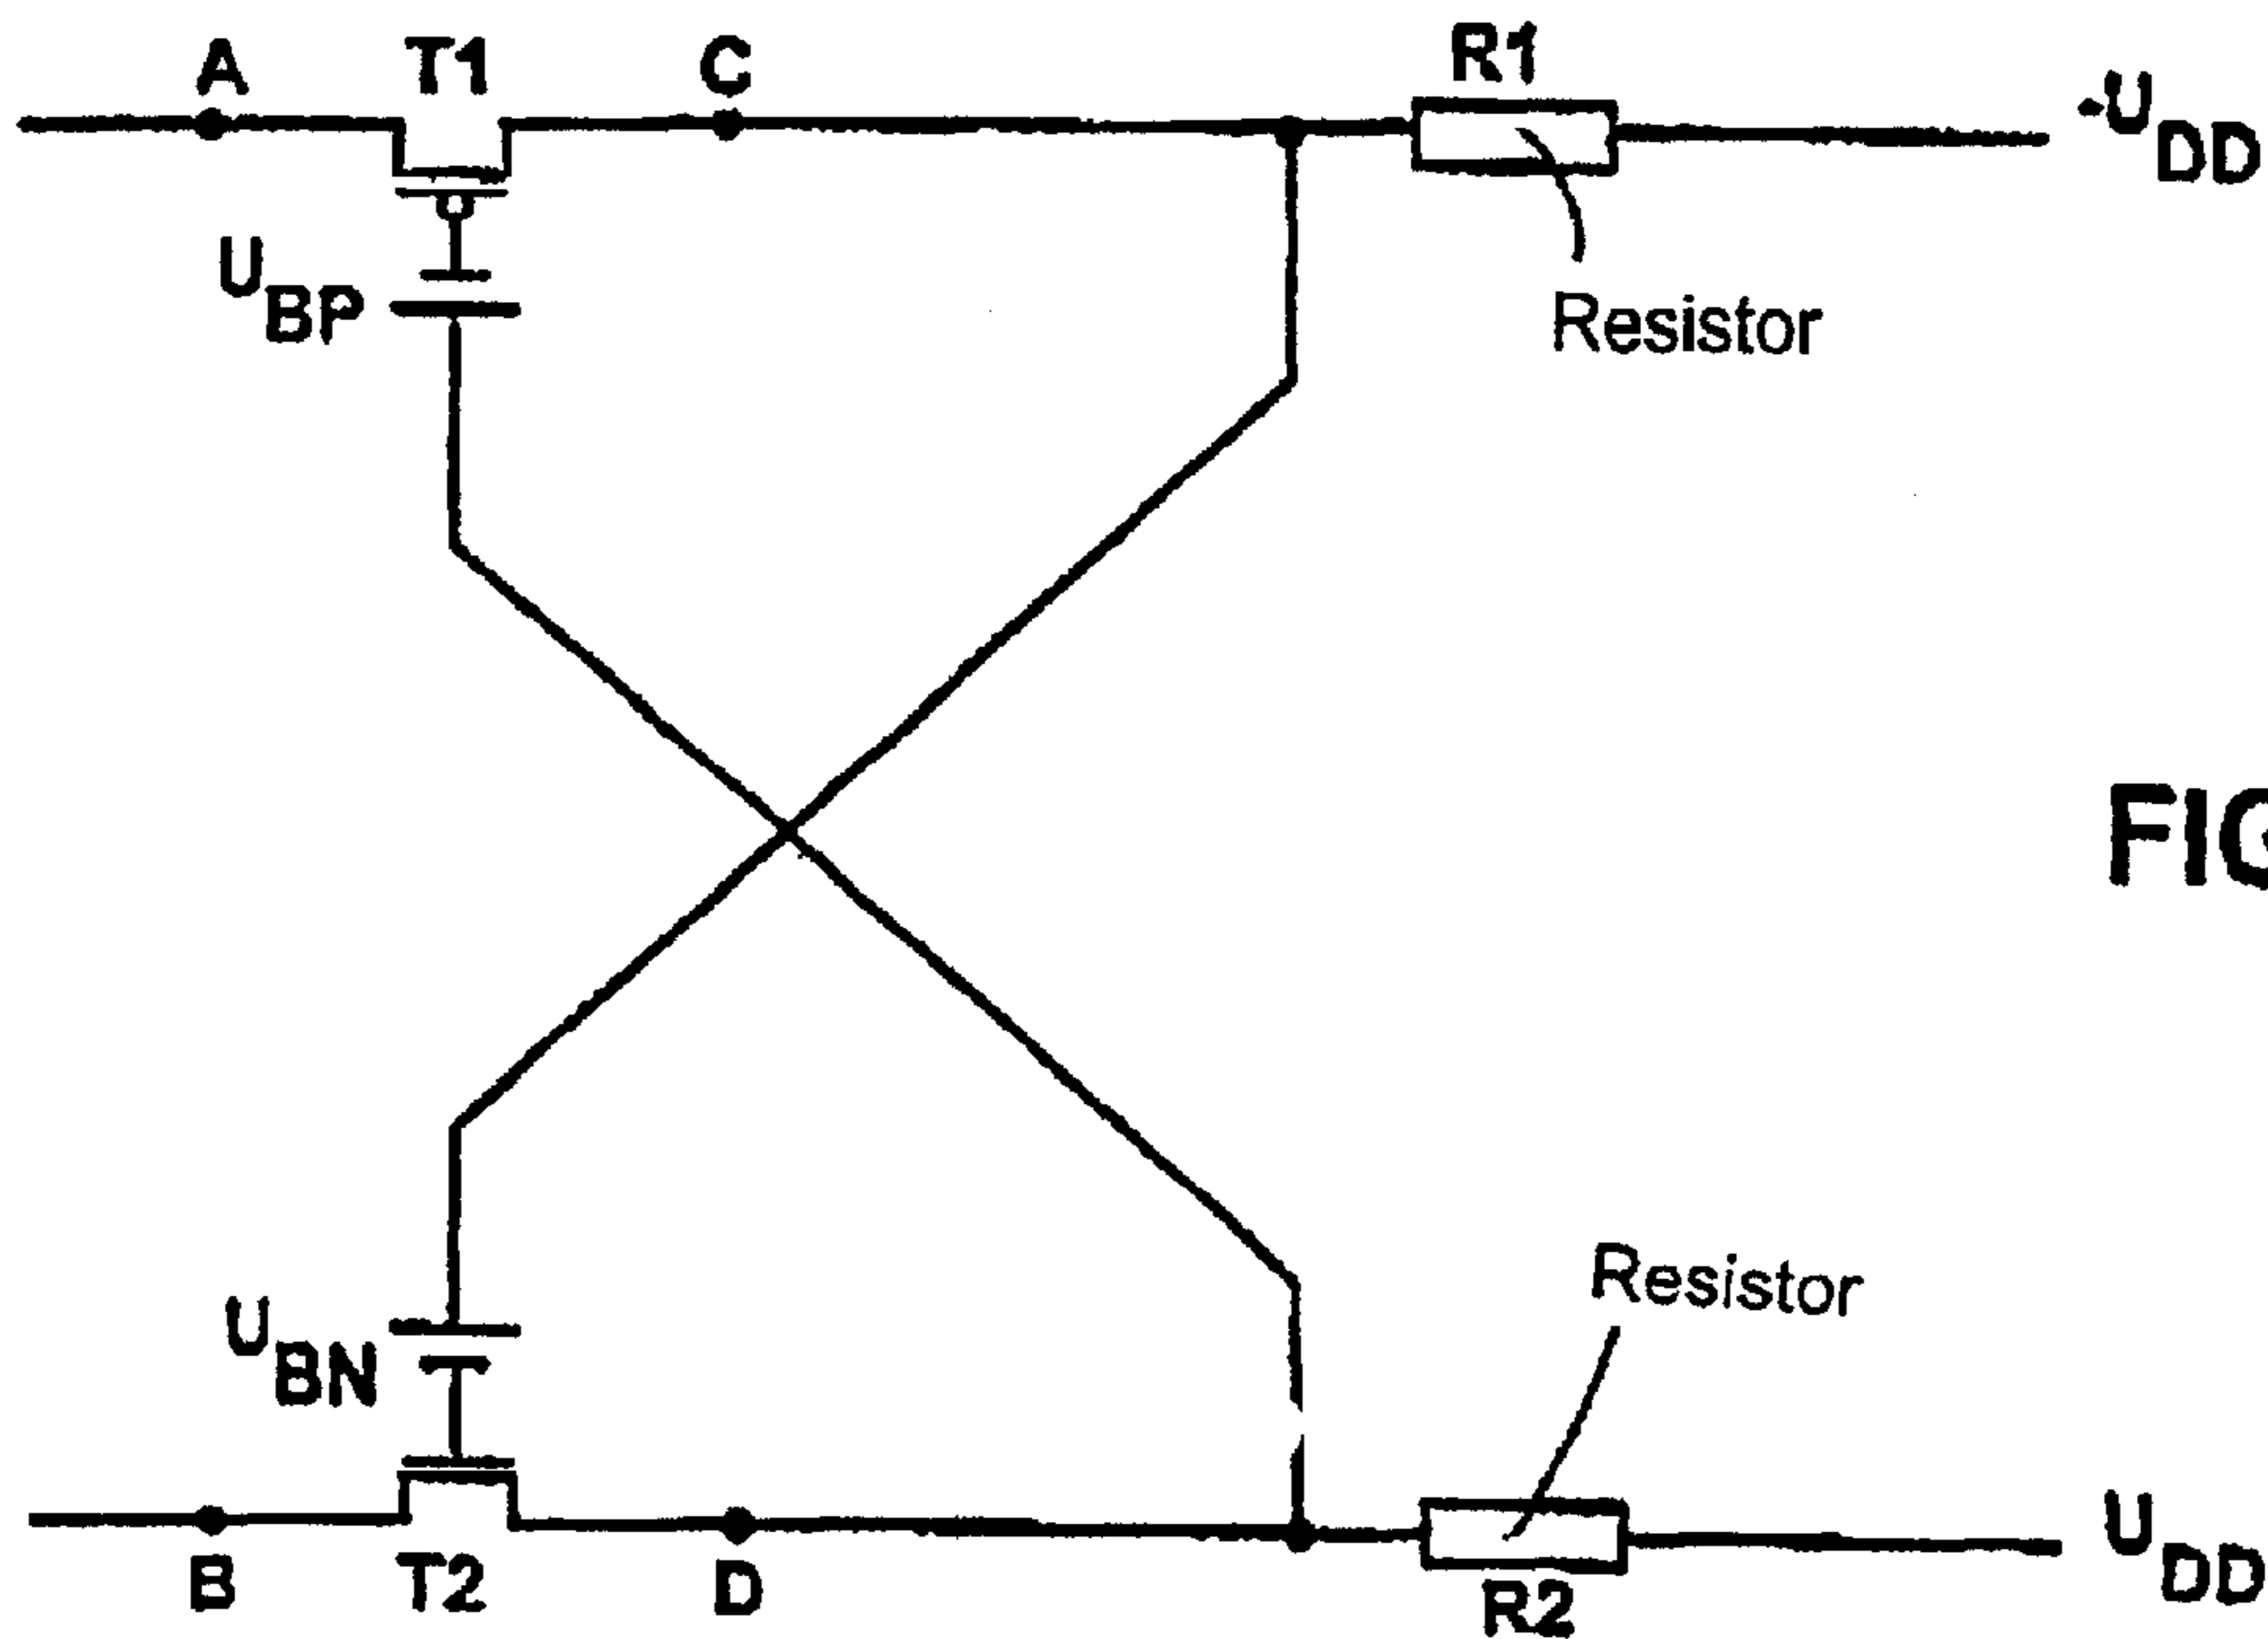 A
T1
C
R1
-U DD
U BP
Resistor
FIG
Resistor
U BN
U DD
B
T2
D
R2